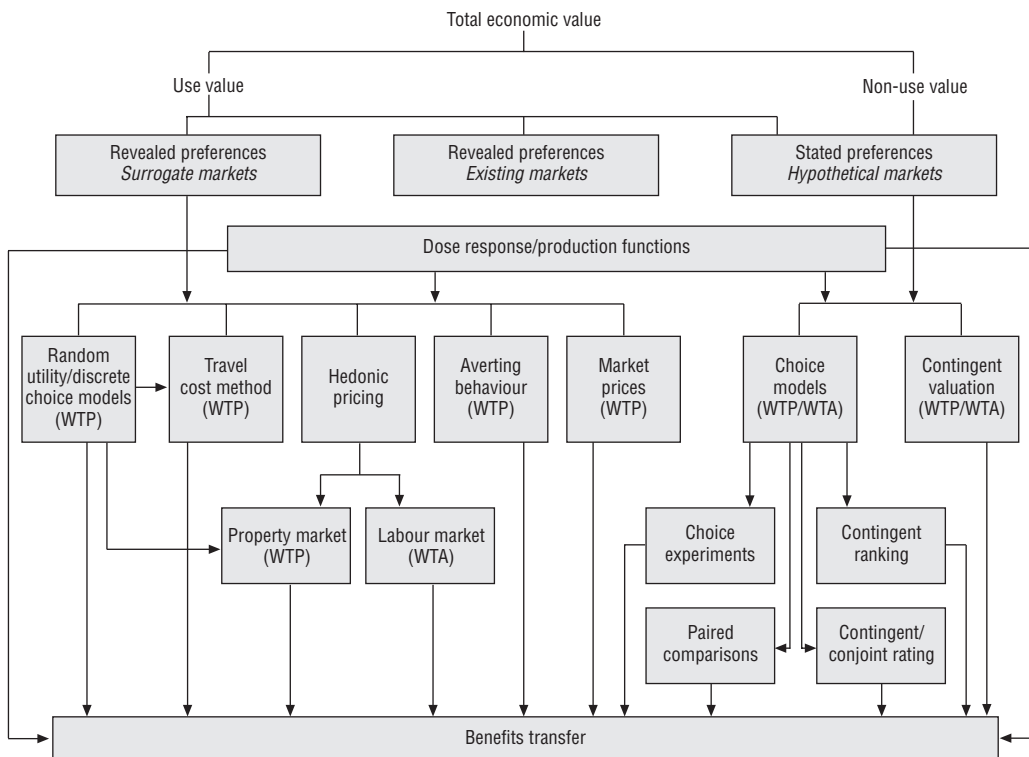 Total economic value
Use value
Non-use value
Revealed preferences
Surrogate markets
Revealed preferences
Existing markets
Stated preferences
Hypothetical markets
Dose response/production functions
Random
utility/discrete
choice models
(WTP)
Travel
cost method
(WTP)
Hedonic
pricing
Averting
behaviour
(WTP)
Market
prices
(WTP)
Choice
models
(WTP/WTA)
Contingent
valuation
(WTP/WTA)
Property market
(WTP)
Labour market
(WTA)
Choice
experiments
Contingent
ranking
Paired
comparisons
Contingent/
conjoint rating
Benefits transfer